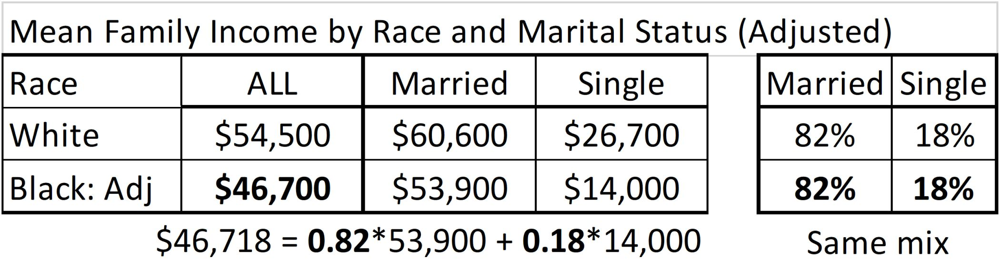 Mean Family Income by Race and Marital Status (Adjusted)
Race ALL Married Single Married Single
White $54,500 $60,600 $26,700 82% 18%
Black: Adj $46,700 $53,900 $14,000 82% 18%
$46,718 = 0.82*53,900 + 0.18*14,000 Same mix